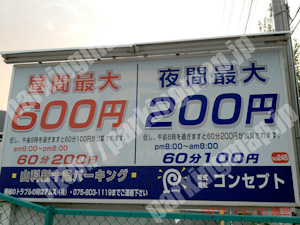 昼間最大
600円
但し、午後8時を過ぎますと60分100円が加算されます。
am8:00~pm8:00
60分200円
山科新十条パーキング
夜間最大
200円
但し、午前8時を過ぎますと60分200円が加算されます。
pm8:00~am8:00
60分100円
No.245
株式会社 コンセプト
075-803-1119までご連絡下さい